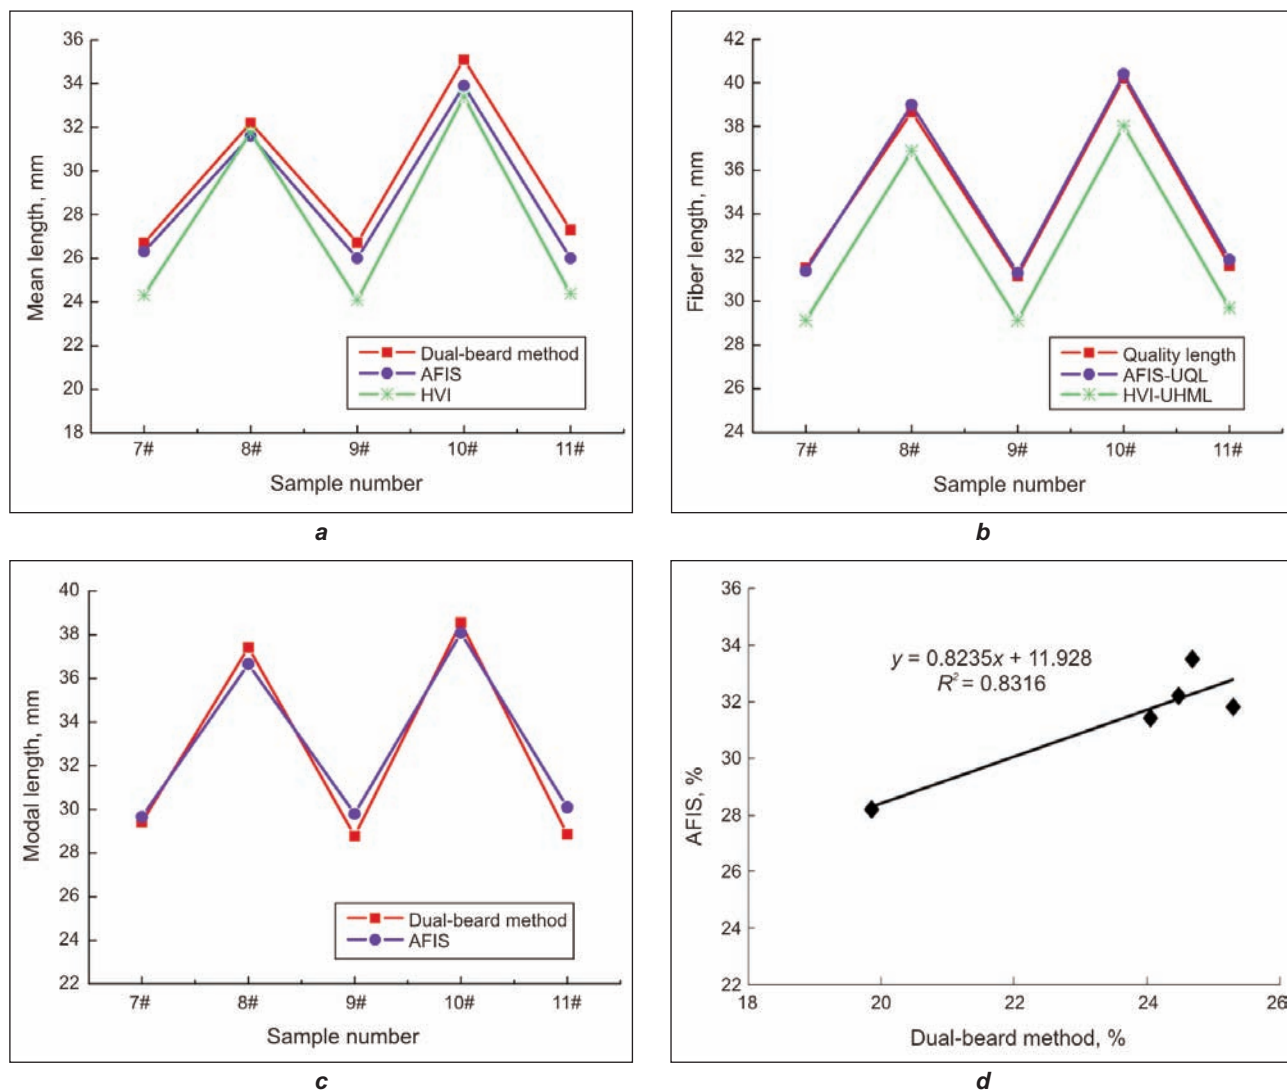 36
34
32
30
28
26
24
22
20
18
Mean length, mm
Dual-beard method
AFIS
HVI
7# 8# 9# 10# 11#
Sample number
a
42
40
38
36
34
32
30
28
26
24
Fiber length, mm
Quality length
AFIS-UQL
HVI-UHML
7# 8# 9# 10# 11#
Sample number
b
40
38
36
34
32
30
28
26
24
22
Modal length, mm
Dual-beard method
AFIS
7# 8# 9# 10# 11#
Sample number
c
36
34
32
30
28
26
24
22
AFIS, %
y = 0.8235x + 11.928
R² = 0.8316
18 20 22 24 26
Dual-beard method, %
d